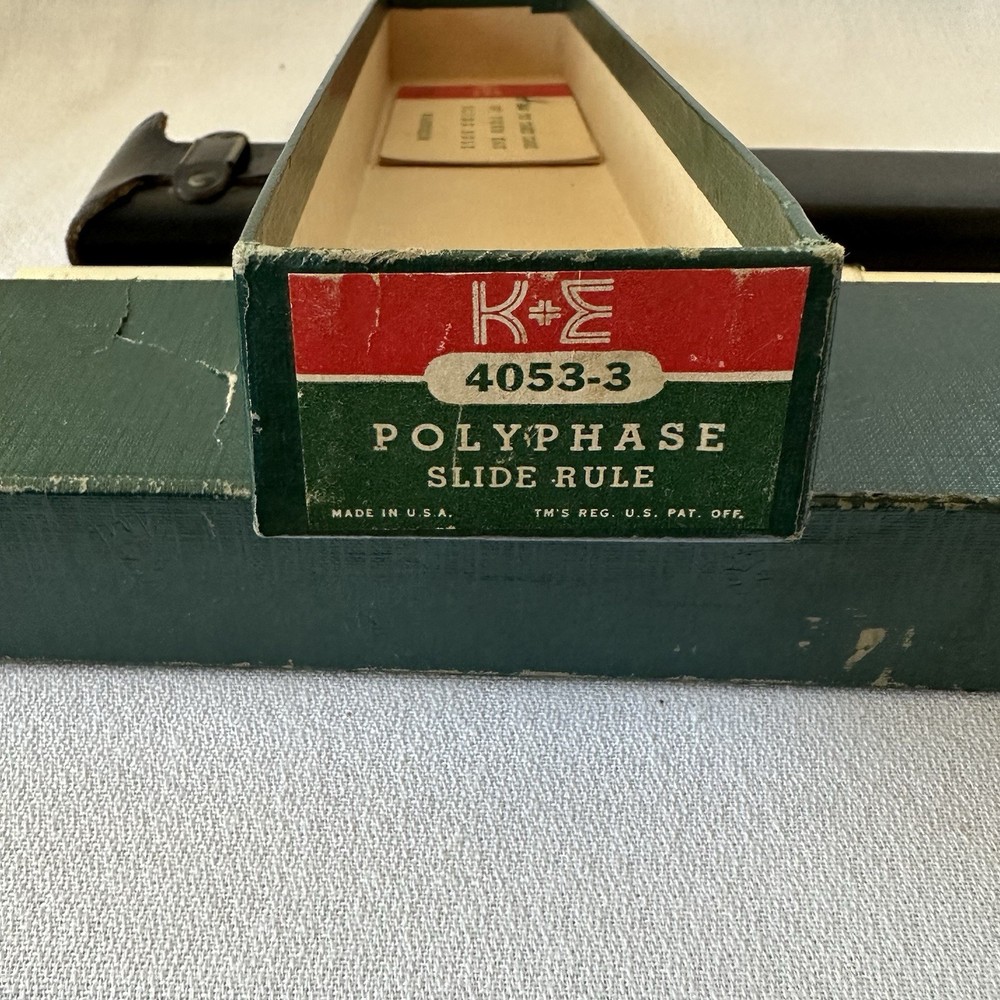 K+E
4053-3
POLYPHASE
SLIDE RULE
MADE IN U.S.A. TM'S REG. U.S. PAT. OFF.